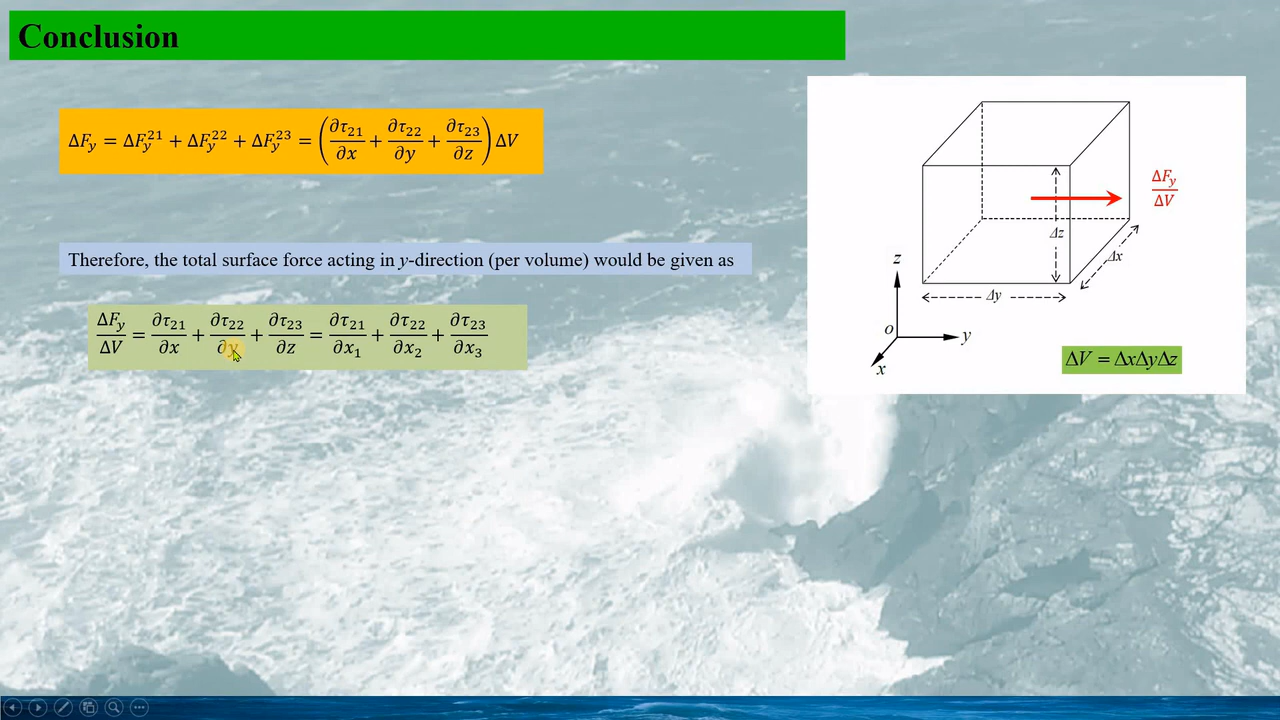 Conclusion
ΔF_y = ΔF_y^21 + ΔF_y^22 + ΔF_y^23 = (∂τ_21/∂x + ∂τ_22/∂y + ∂τ_23/∂z) ΔV
Therefore, the total surface force acting in y-direction (per volume) would be given as
ΔF_y/ΔV = ∂τ_21/∂x + ∂τ_22/∂y + ∂τ_23/∂z = ∂τ_21/∂x_1 + ∂τ_22/∂x_2 + ∂τ_23/∂x_3
ΔF_y/ΔV
Δz
Δx
Δy
z
o
y
x
ΔV = ΔxΔyΔz